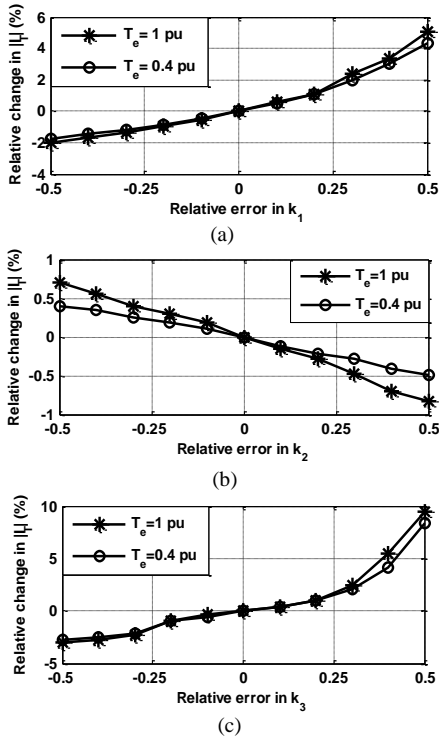 Relative change in |I_r| (%)
6
4
2
0
-2
-4
T_e= 1 pu
T_e= 0.4 pu
-0.5 -0.25 0 0.25 0.5
Relative error in k_1
(a)
Relative change in |I_r| (%)
1
0.5
0
-0.5
-1
T_e=1 pu
T_e=0.4 pu
-0.5 -0.25 0 0.25 0.5
Relative error in k_2
(b)
Relative change in |I_r| (%)
10
5
0
-5
T_e=1 pu
T_e=0.4 pu
-0.5 -0.25 0 0.25 0.5
Relative error in k_3
(c)